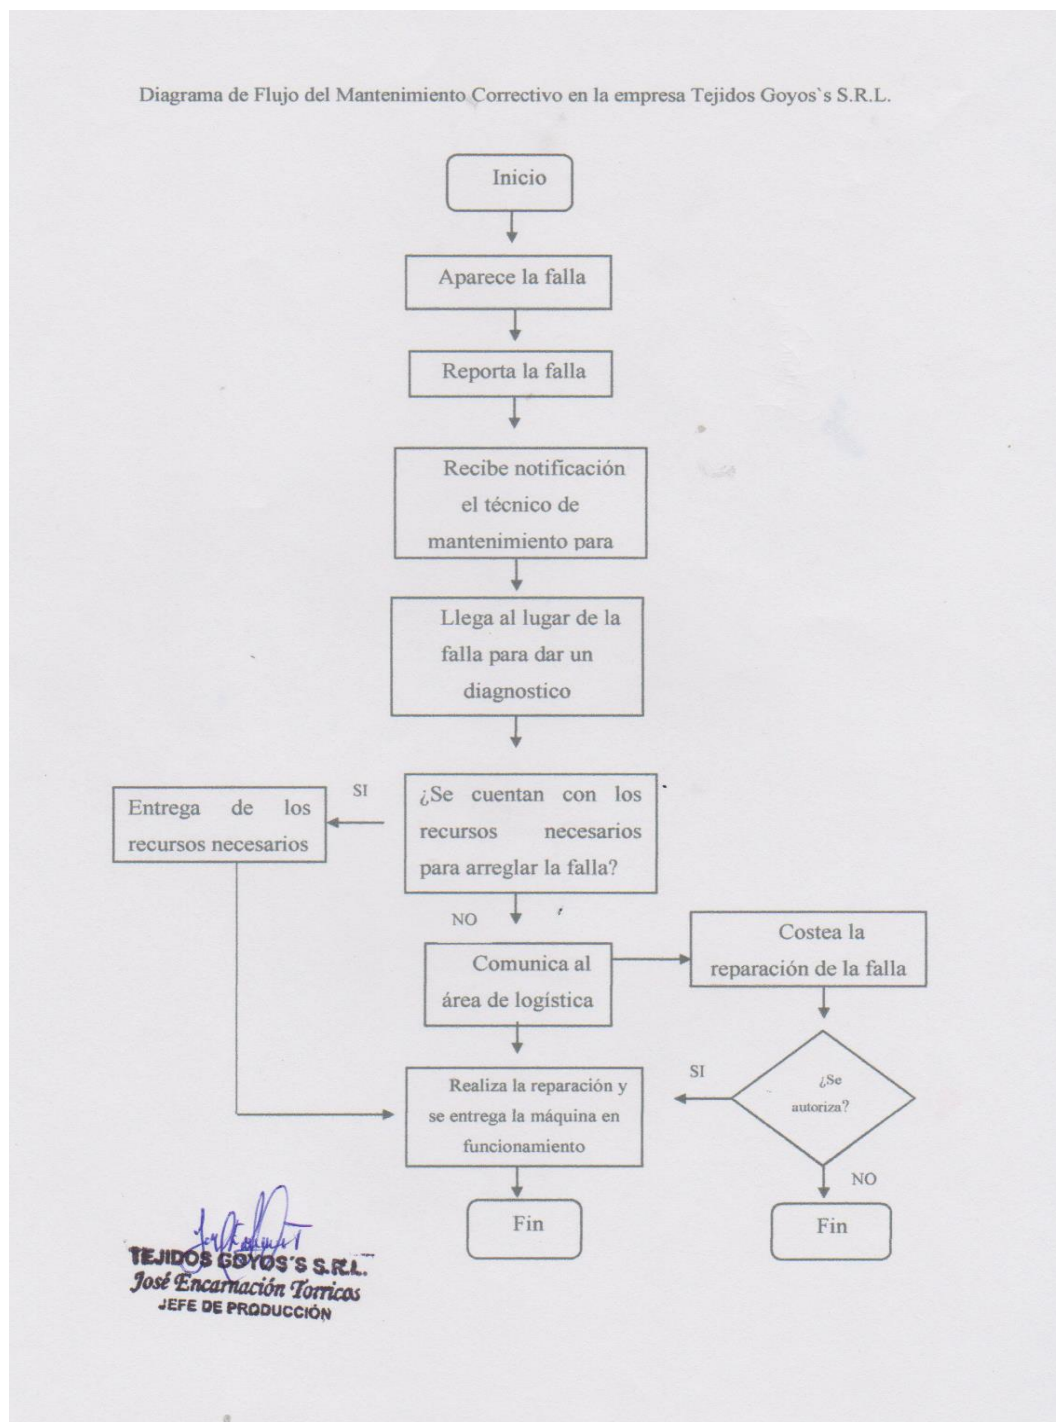 Diagrama de Flujo del Mantenimiento Correctivo en la empresa Tejidos Goyos`s S.R.L.
Inicio
Aparece la falla
Reporta la falla
Recibe notificación
el técnico de
mantenimiento para
Llega al lugar de la
falla para dar un
diagnostico
¿Se cuentan con los
recursos necesarios
para arreglar la falla?
SI
Entrega de los
recursos necesarios
NO
Comunica al
área de logística
Costea la
reparación de la falla
¿Se
autoriza?
SI
Realiza la reparación y
se entrega la máquina en
funcionamiento
NO
Fin
Fin
TEJIDOS GOYOS'S S.R.L.
José Encarnación Torricos
JEFE DE PRODUCCIÓN